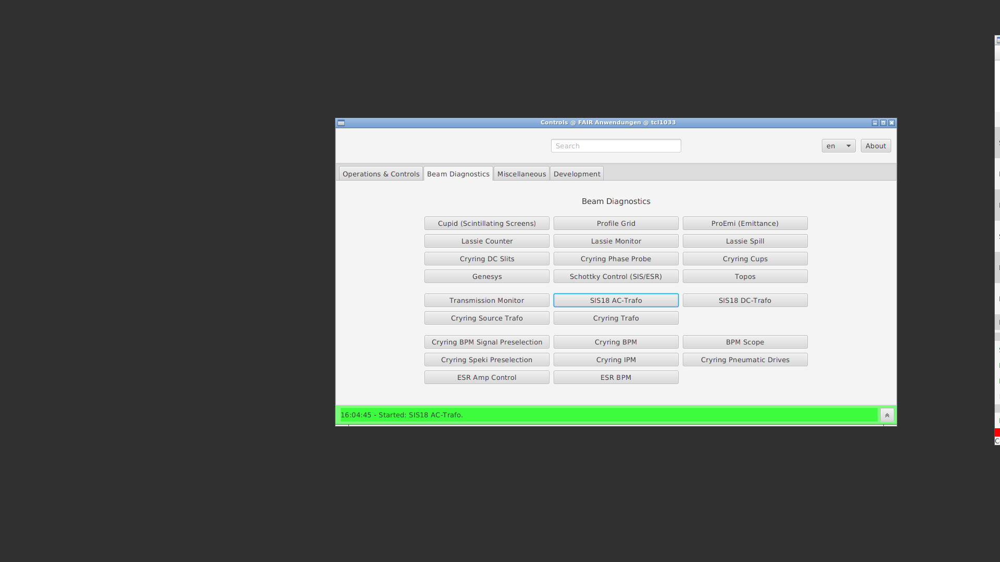 Controls @ FAIR Anwendungen @ tcl1033
Search
en
About
Operations & Controls
Beam Diagnostics
Miscellaneous
Development
Beam Diagnostics
Cupid (Scintillating Screens)
Profile Grid
ProEmi (Emittance)
Lassie Counter
Lassie Monitor
Lassie Spill
Cryring DC Slits
Cryring Phase Probe
Cryring Cups
Genesys
Schottky Control (SIS/ESR)
Topos
Transmission Monitor
SIS18 AC-Trafo
SIS18 DC-Trafo
Cryring Source Trafo
Cryring Trafo
Cryring BPM Signal Preselection
Cryring BPM
BPM Scope
Cryring Speki Preselection
Cryring IPM
Cryring Pneumatic Drives
ESR Amp Control
ESR BPM
16:04:45 - Started: SIS18 AC-Trafo.